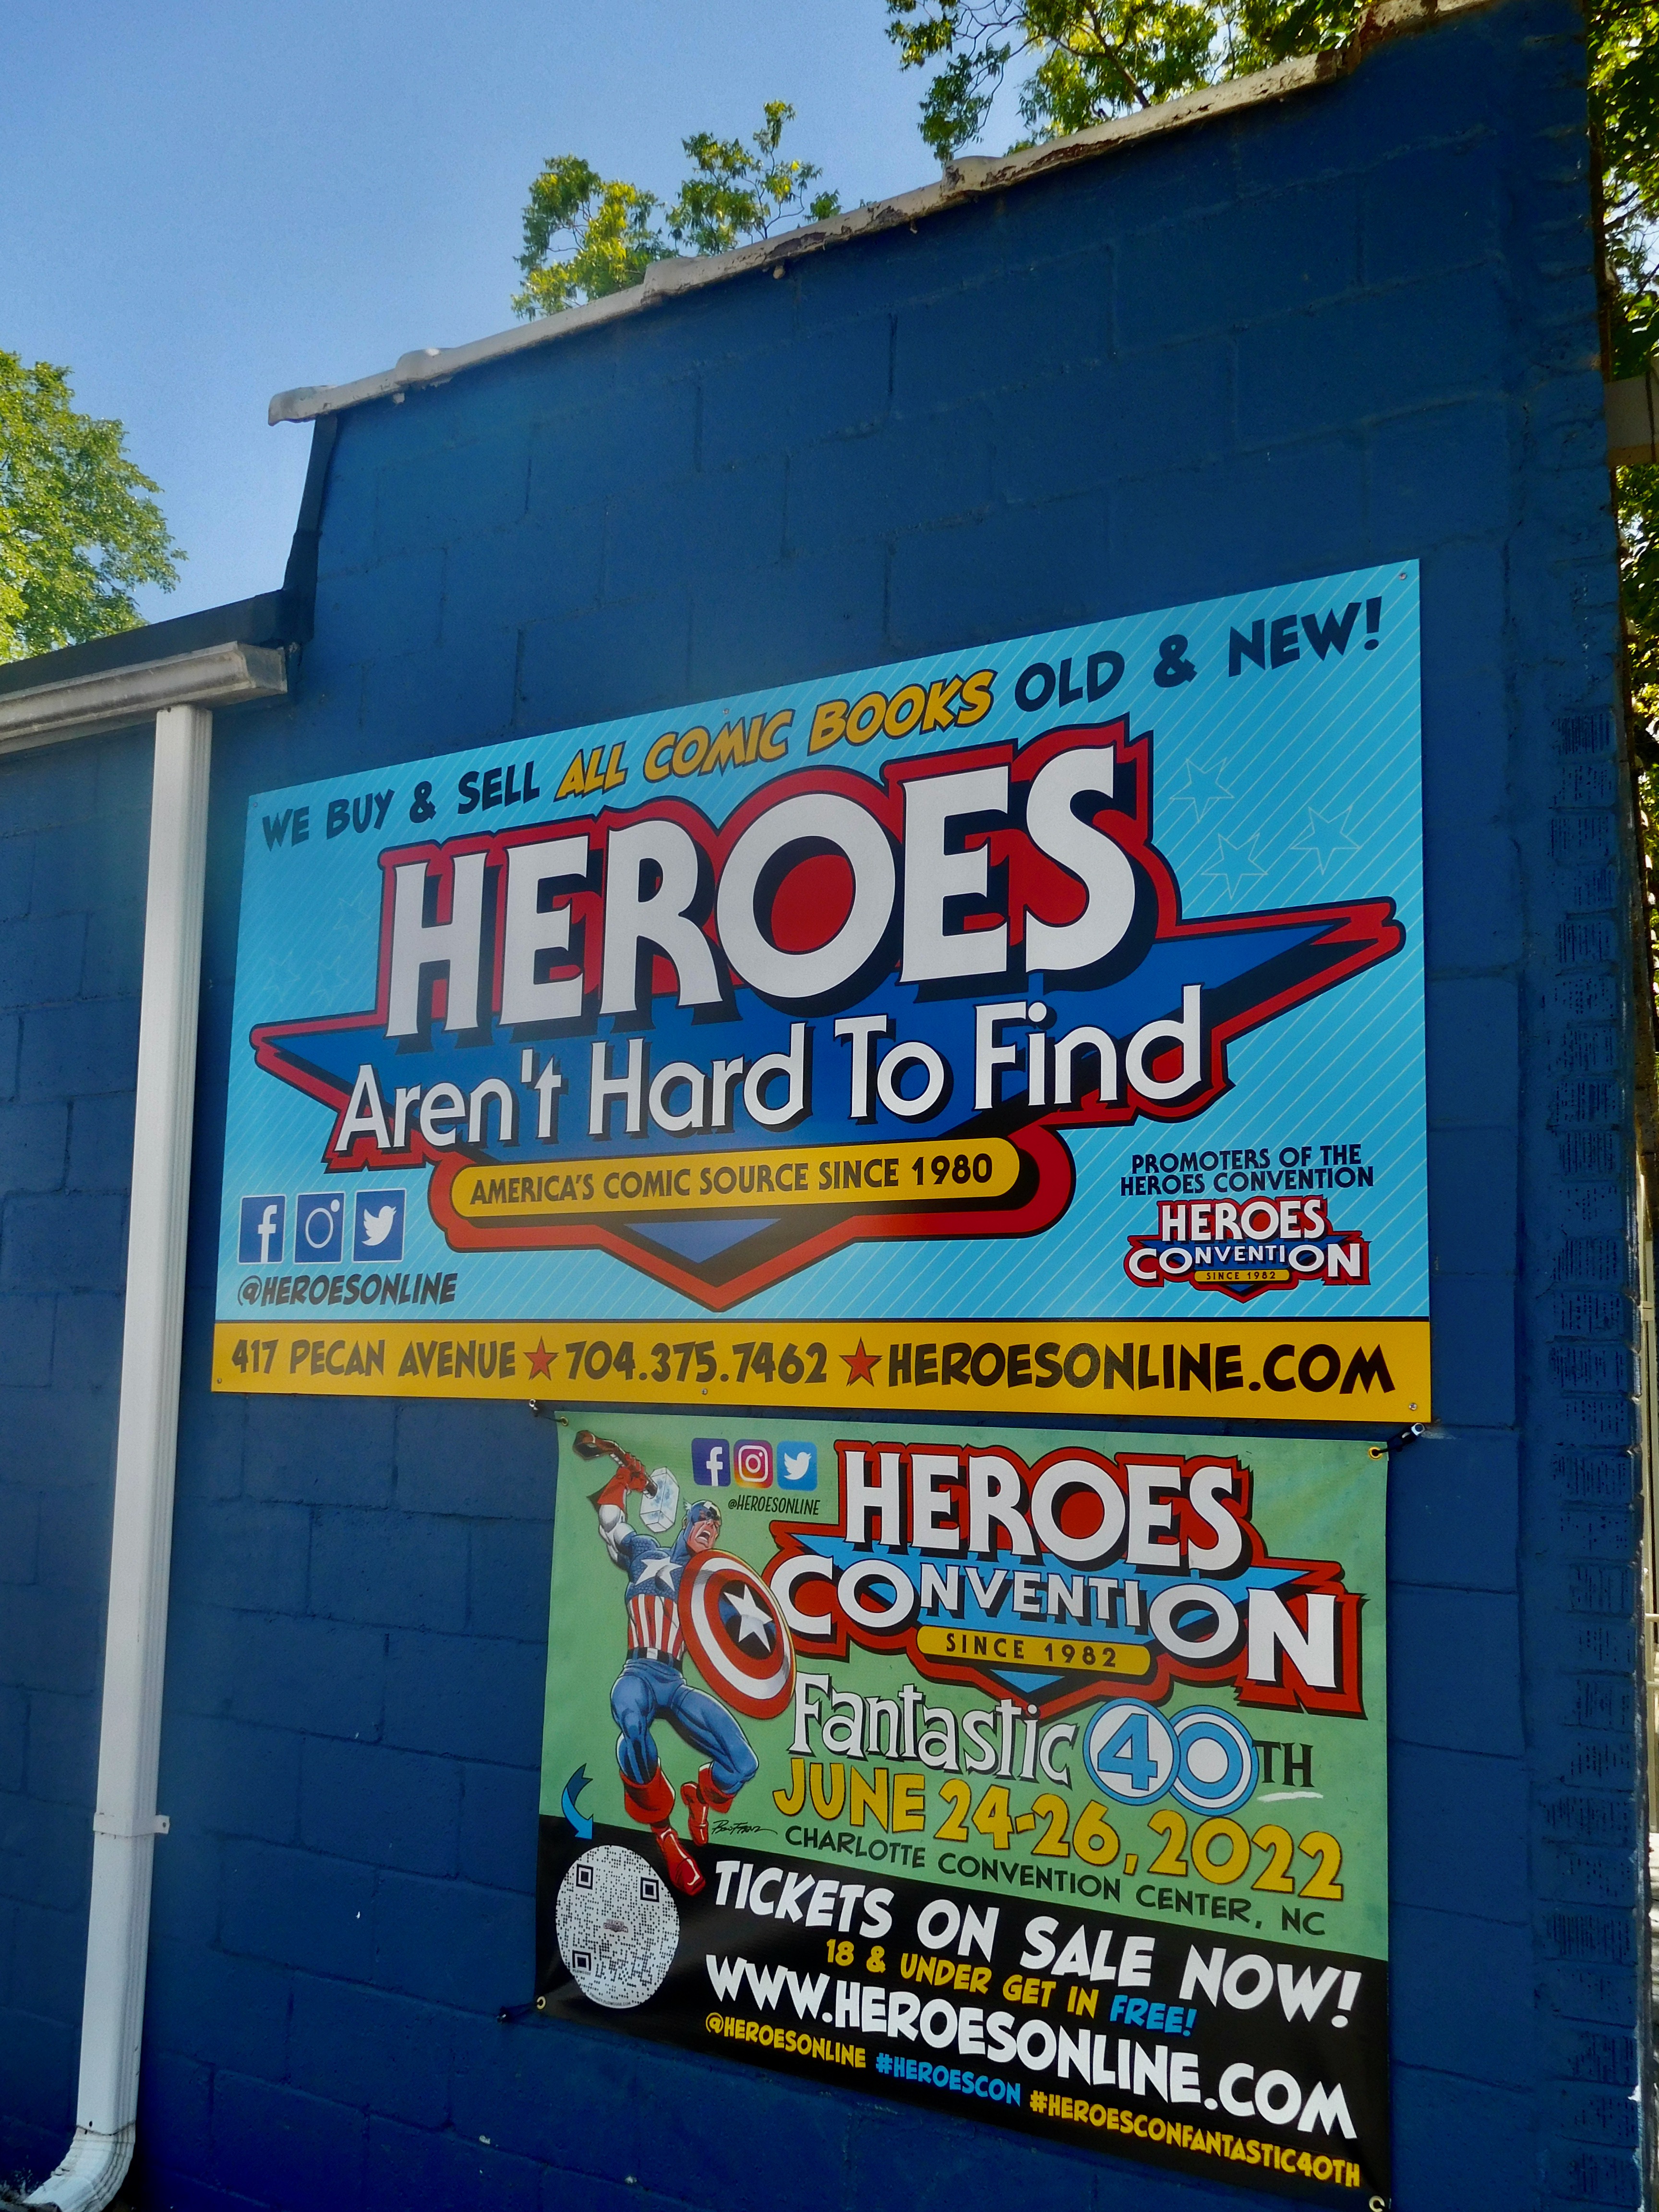 WE BUY & SELL ALL COMIC BOOKS OLD & NEW!
HEROES
Aren't Hard To Find
AMERICA'S COMIC SOURCE SINCE 1980
PROMOTERS OF THE
HEROES CONVENTION
HEROES
CONVENTION
SINCE 1982
@HEROESONLINE
417 PECAN AVENUE ★ 704.375.7462 ★ HEROESONLINE.COM
@HEROESONLINE
HEROES
CONVENTION
SINCE 1982
Fantastic 40TH
JUNE 24-26, 2022
CHARLOTTE CONVENTION CENTER, NC
TICKETS ON SALE NOW!
18 & UNDER GET IN FREE!
WWW.HEROESONLINE.COM
@HEROESONLINE #HEROESCON #HEROESCONFANTASTIC40TH